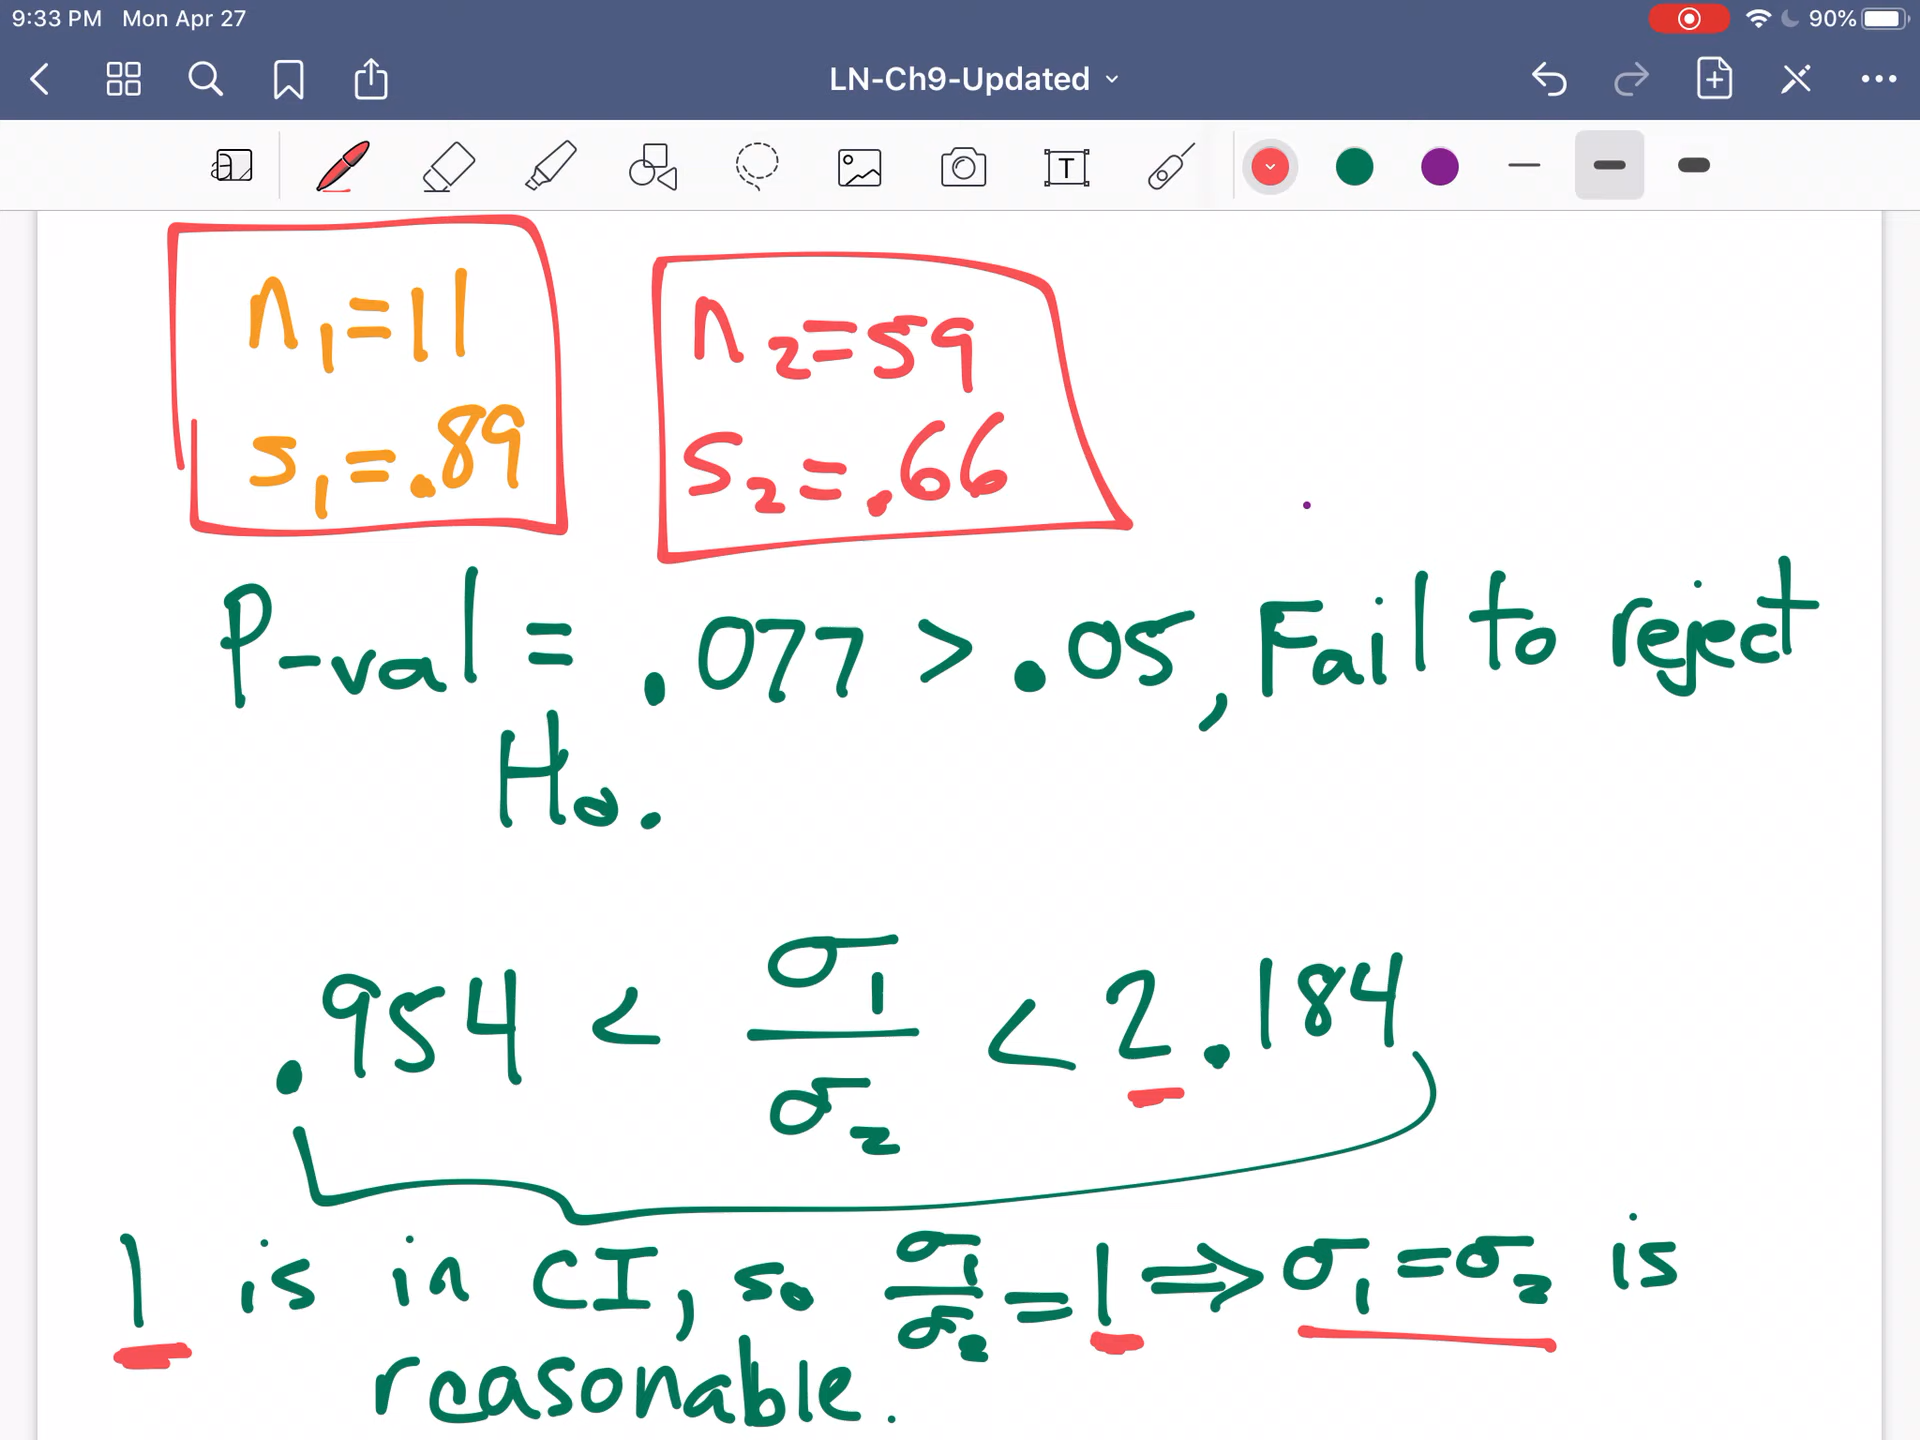 9:33 PM Mon Apr 27 90%
LN-Ch9-Updated
T
n₁=11
s₁=.89
n₂=59
s₂=.66
P-val = .077 > .05, Fail to reject
H₀.
.954 < σ₁/σ₂ < 2.184
1 is in CI, so σ₁/σ₂=1⇒σ₁=σ₂ is
reasonable.